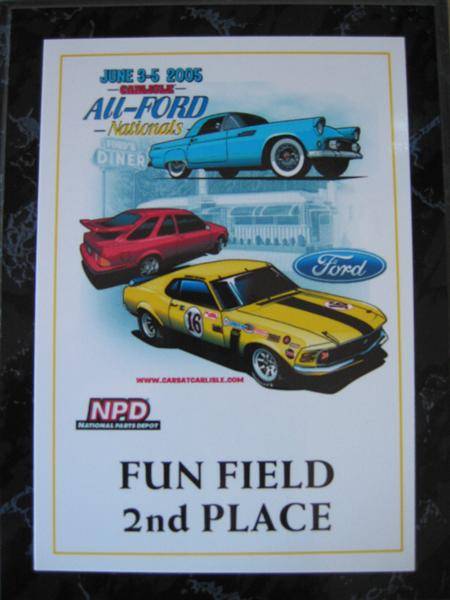 JUNE 3-5 2005
CARLISLE
All-FORD
Nationals
DINER
Ford
16
WWW.CARSATCARLISLE.COM
NPD
NATIONAL PARTS DEPOT
FUN FIELD
2nd PLACE